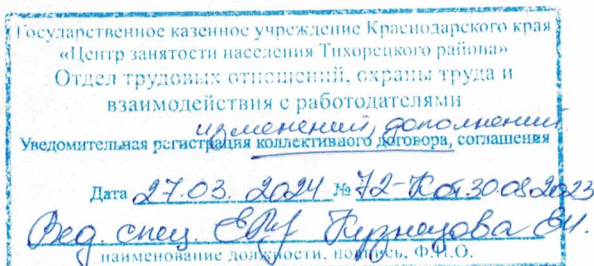 Государственное казенное учреждение Краснодарского края
«Центр занятости населения Тихорецкого района»
Отдел трудовых отношений, охраны труда и
взаимодействия с работодателями
изменений, дополнений
Уведомительная регистрация коллективного договора, соглашения
Дата 27.03. 2024 № 72-К от 30.08.2023
Вед. спец. Кузнецова
наименование должности, подпись, Ф.И.О.